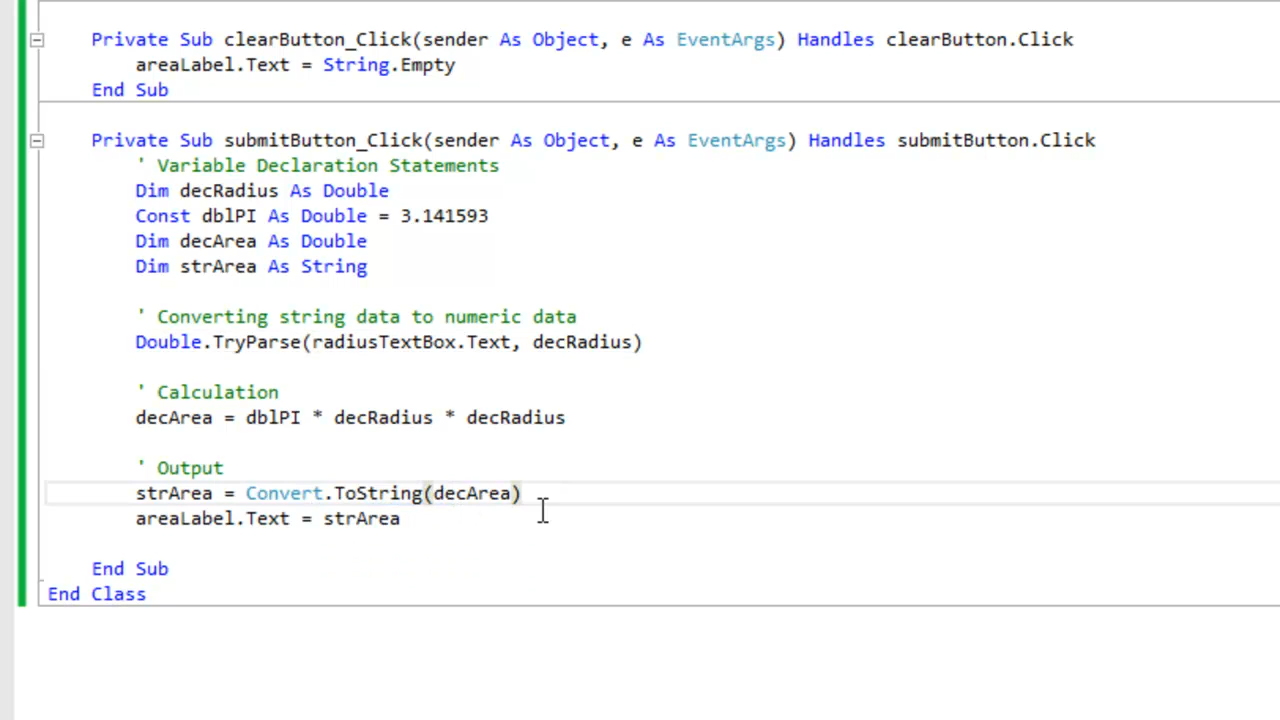 Private Sub clearButton_Click(sender As Object, e As EventArgs) Handles clearButton.Click
areaLabel.Text = String.Empty
End Sub
Private Sub submitButton_Click(sender As Object, e As EventArgs) Handles submitButton.Click
' Variable Declaration Statements
Dim decRadius As Double
Const dblPI As Double = 3.141593
Dim decArea As Double
Dim strArea As String
' Converting string data to numeric data
Double.TryParse(radiusTextBox.Text, decRadius)
' Calculation
decArea = dblPI * decRadius * decRadius
' Output
strArea = Convert.ToString(decArea)
areaLabel.Text = strArea
End Sub
End Class